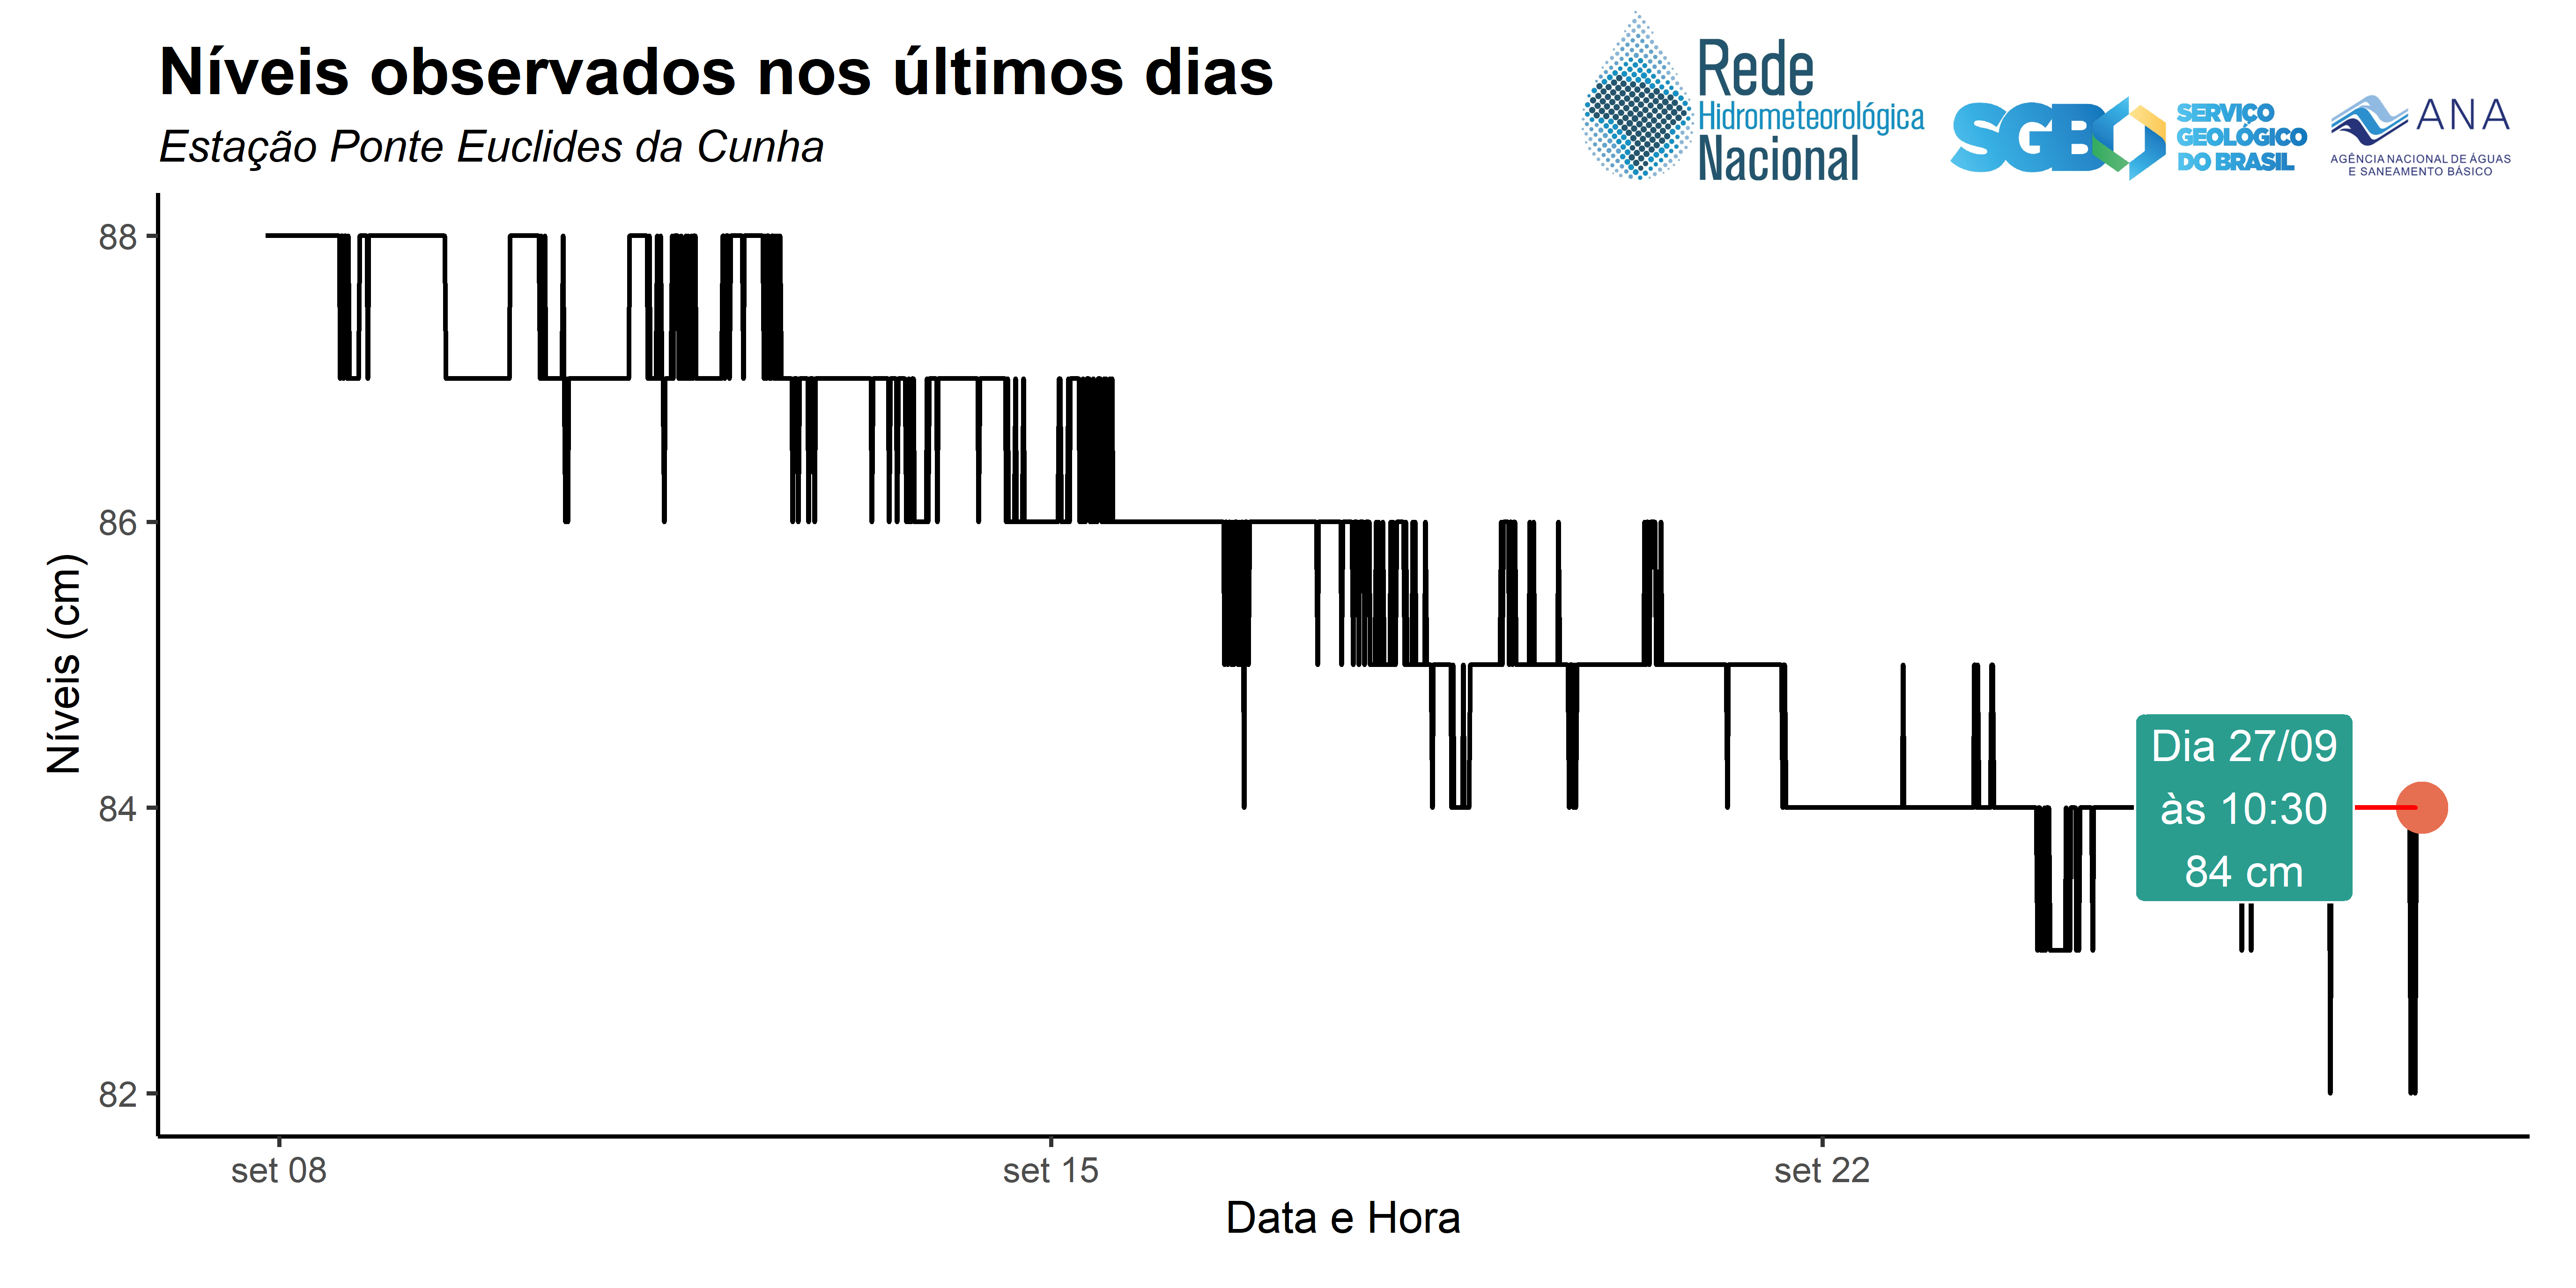 Níveis observados nos últimos dias
Estação Ponte Euclides da Cunha
Rede
Hidrometeorológica
Nacional
SGB
SERVIÇO
GEOLÓGICO
DO BRASIL
ANA
AGÊNCIA NACIONAL DE ÁGUAS
E SANEAMENTO BÁSICO
88
86
84
82
Níveis (cm)
Dia 27/09
às 10:30
84 cm
set 08
set 15
set 22
Data e Hora